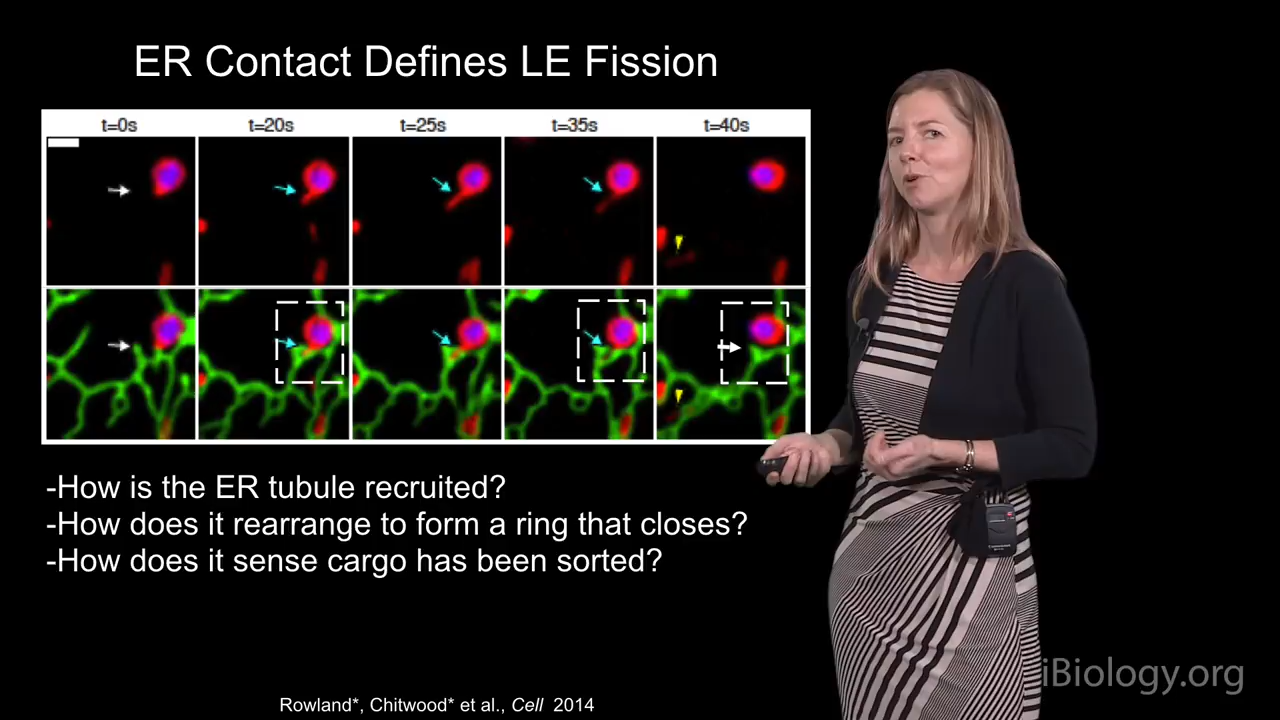 ER Contact Defines LE Fission
t=0s t=20s t=25s t=35s t=40s
-How is the ER tubule recruited?
-How does it rearrange to form a ring that closes?
-How does it sense cargo has been sorted?
Rowland*, Chitwood* et al., Cell 2014
iBiology.org